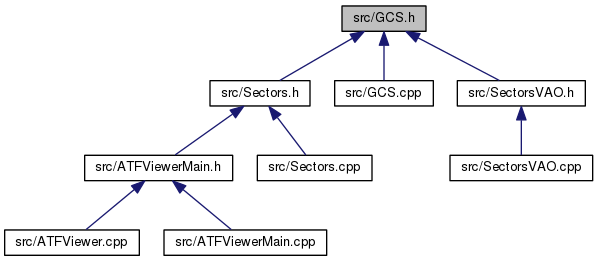 src/GCS.h
src/Sectors.h
src/GCS.cpp
src/SectorsVAO.h
src/ATFViewerMain.h
src/Sectors.cpp
src/SectorsVAO.cpp
src/ATFViewer.cpp
src/ATFViewerMain.cpp